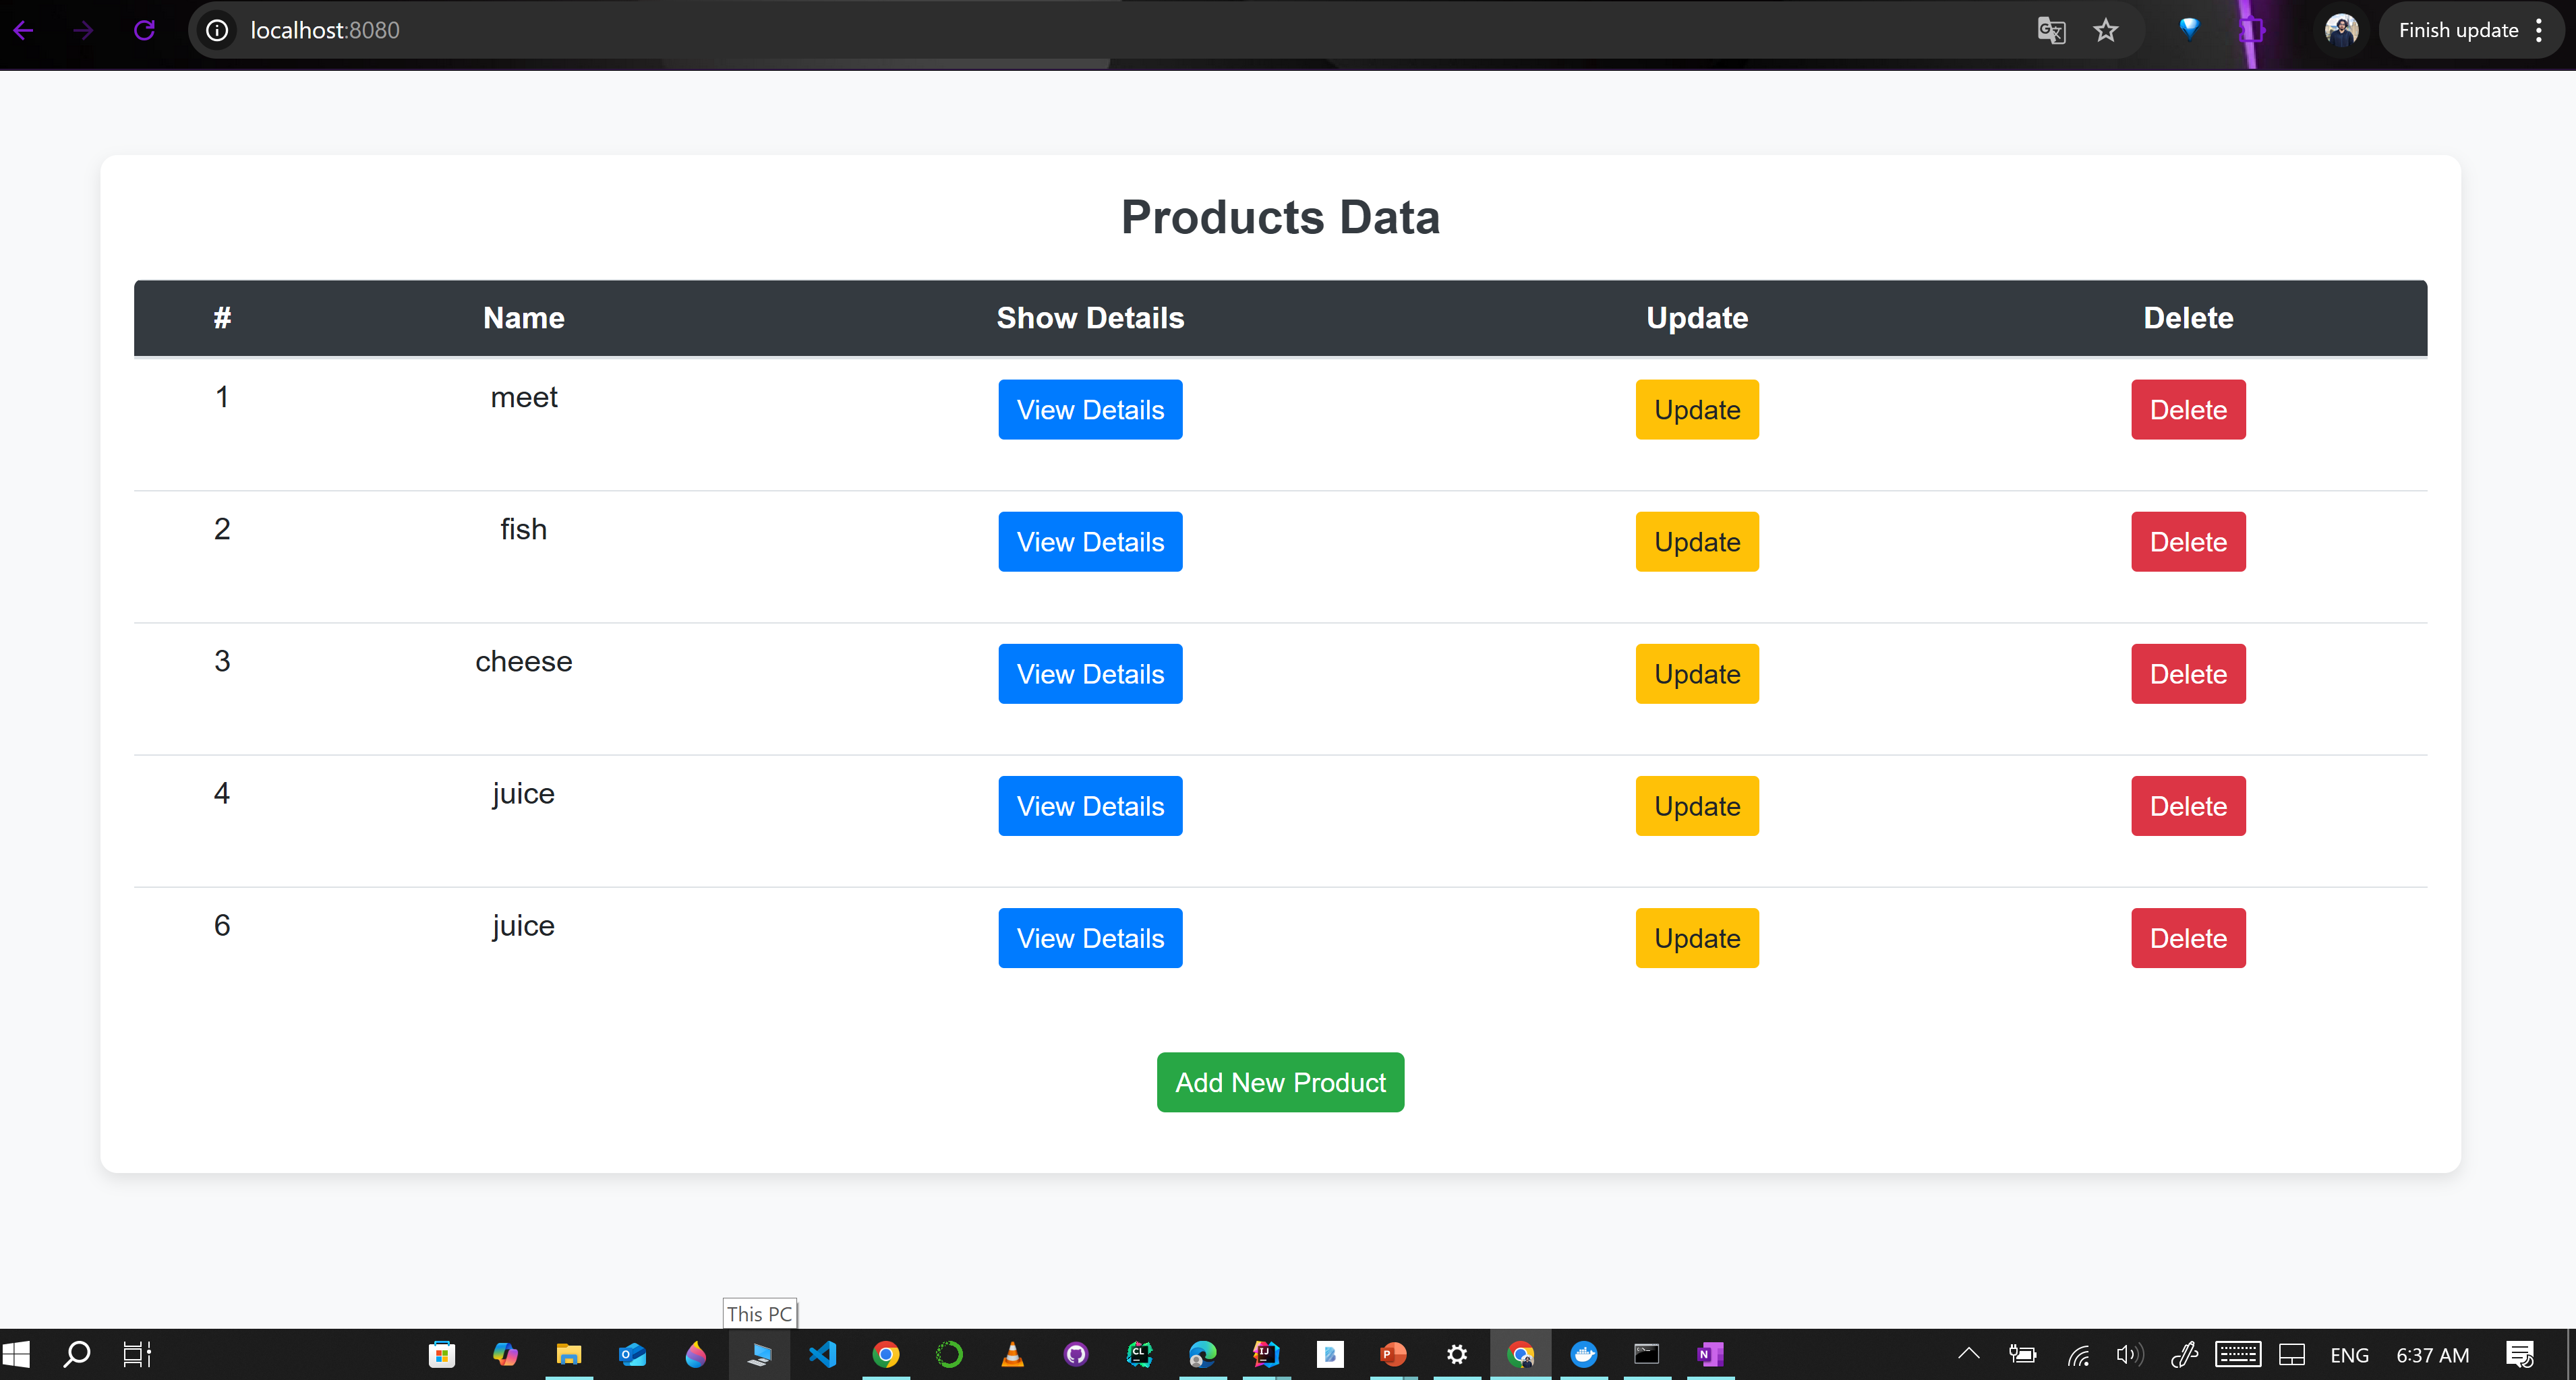 localhost:8080
Finish update
Products Data
# Name Show Details Update Delete
1 meet View Details Update Delete
2 fish View Details Update Delete
3 cheese View Details Update Delete
4 juice View Details Update Delete
6 juice View Details Update Delete
Add New Product
This PC
ENG 6:37 AM